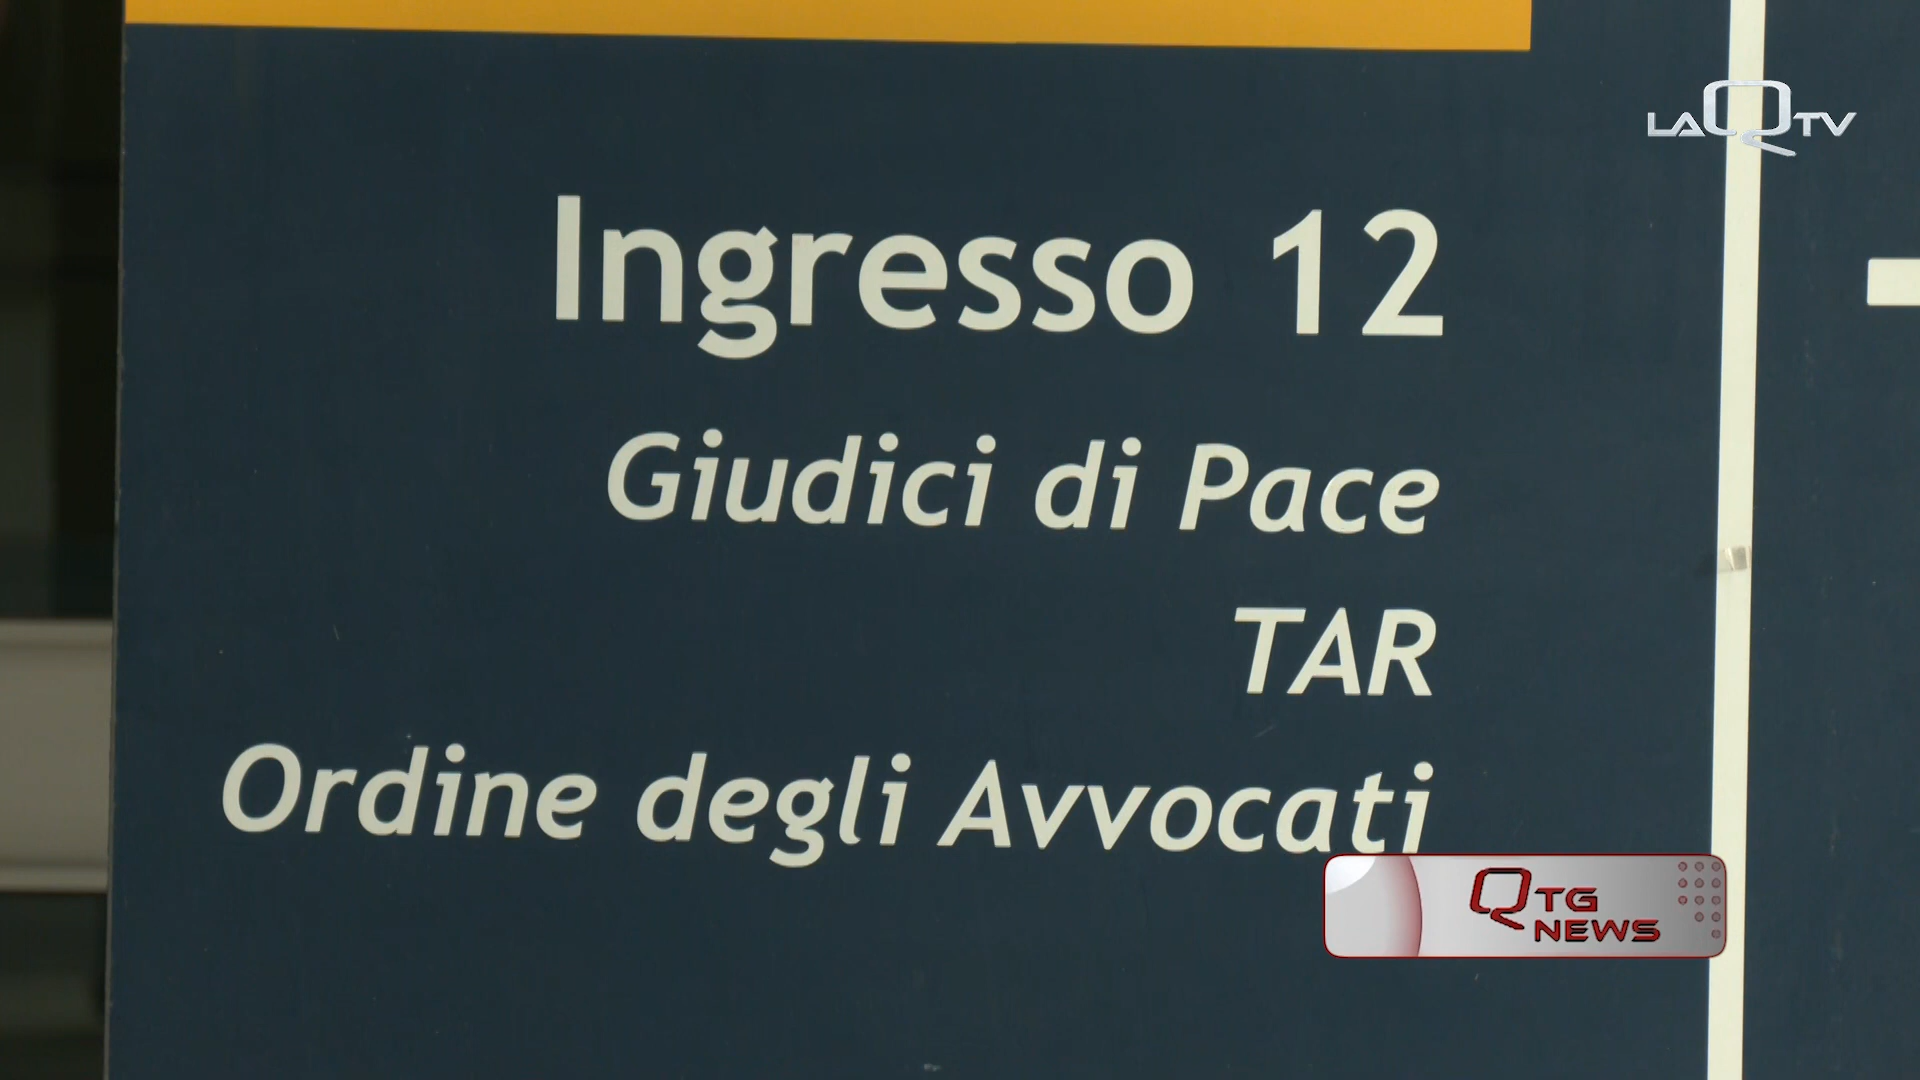 LAQTV
Ingresso 12
Giudici di Pace
TAR
Ordine degli Avvocati
QTG
NEWS